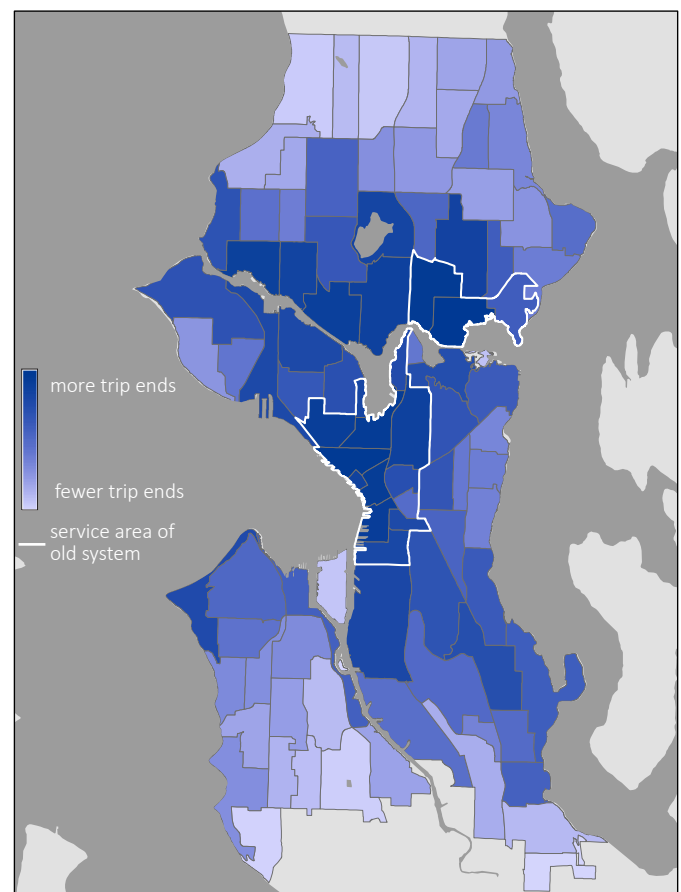 more trip ends
fewer trip ends
service area of
old system